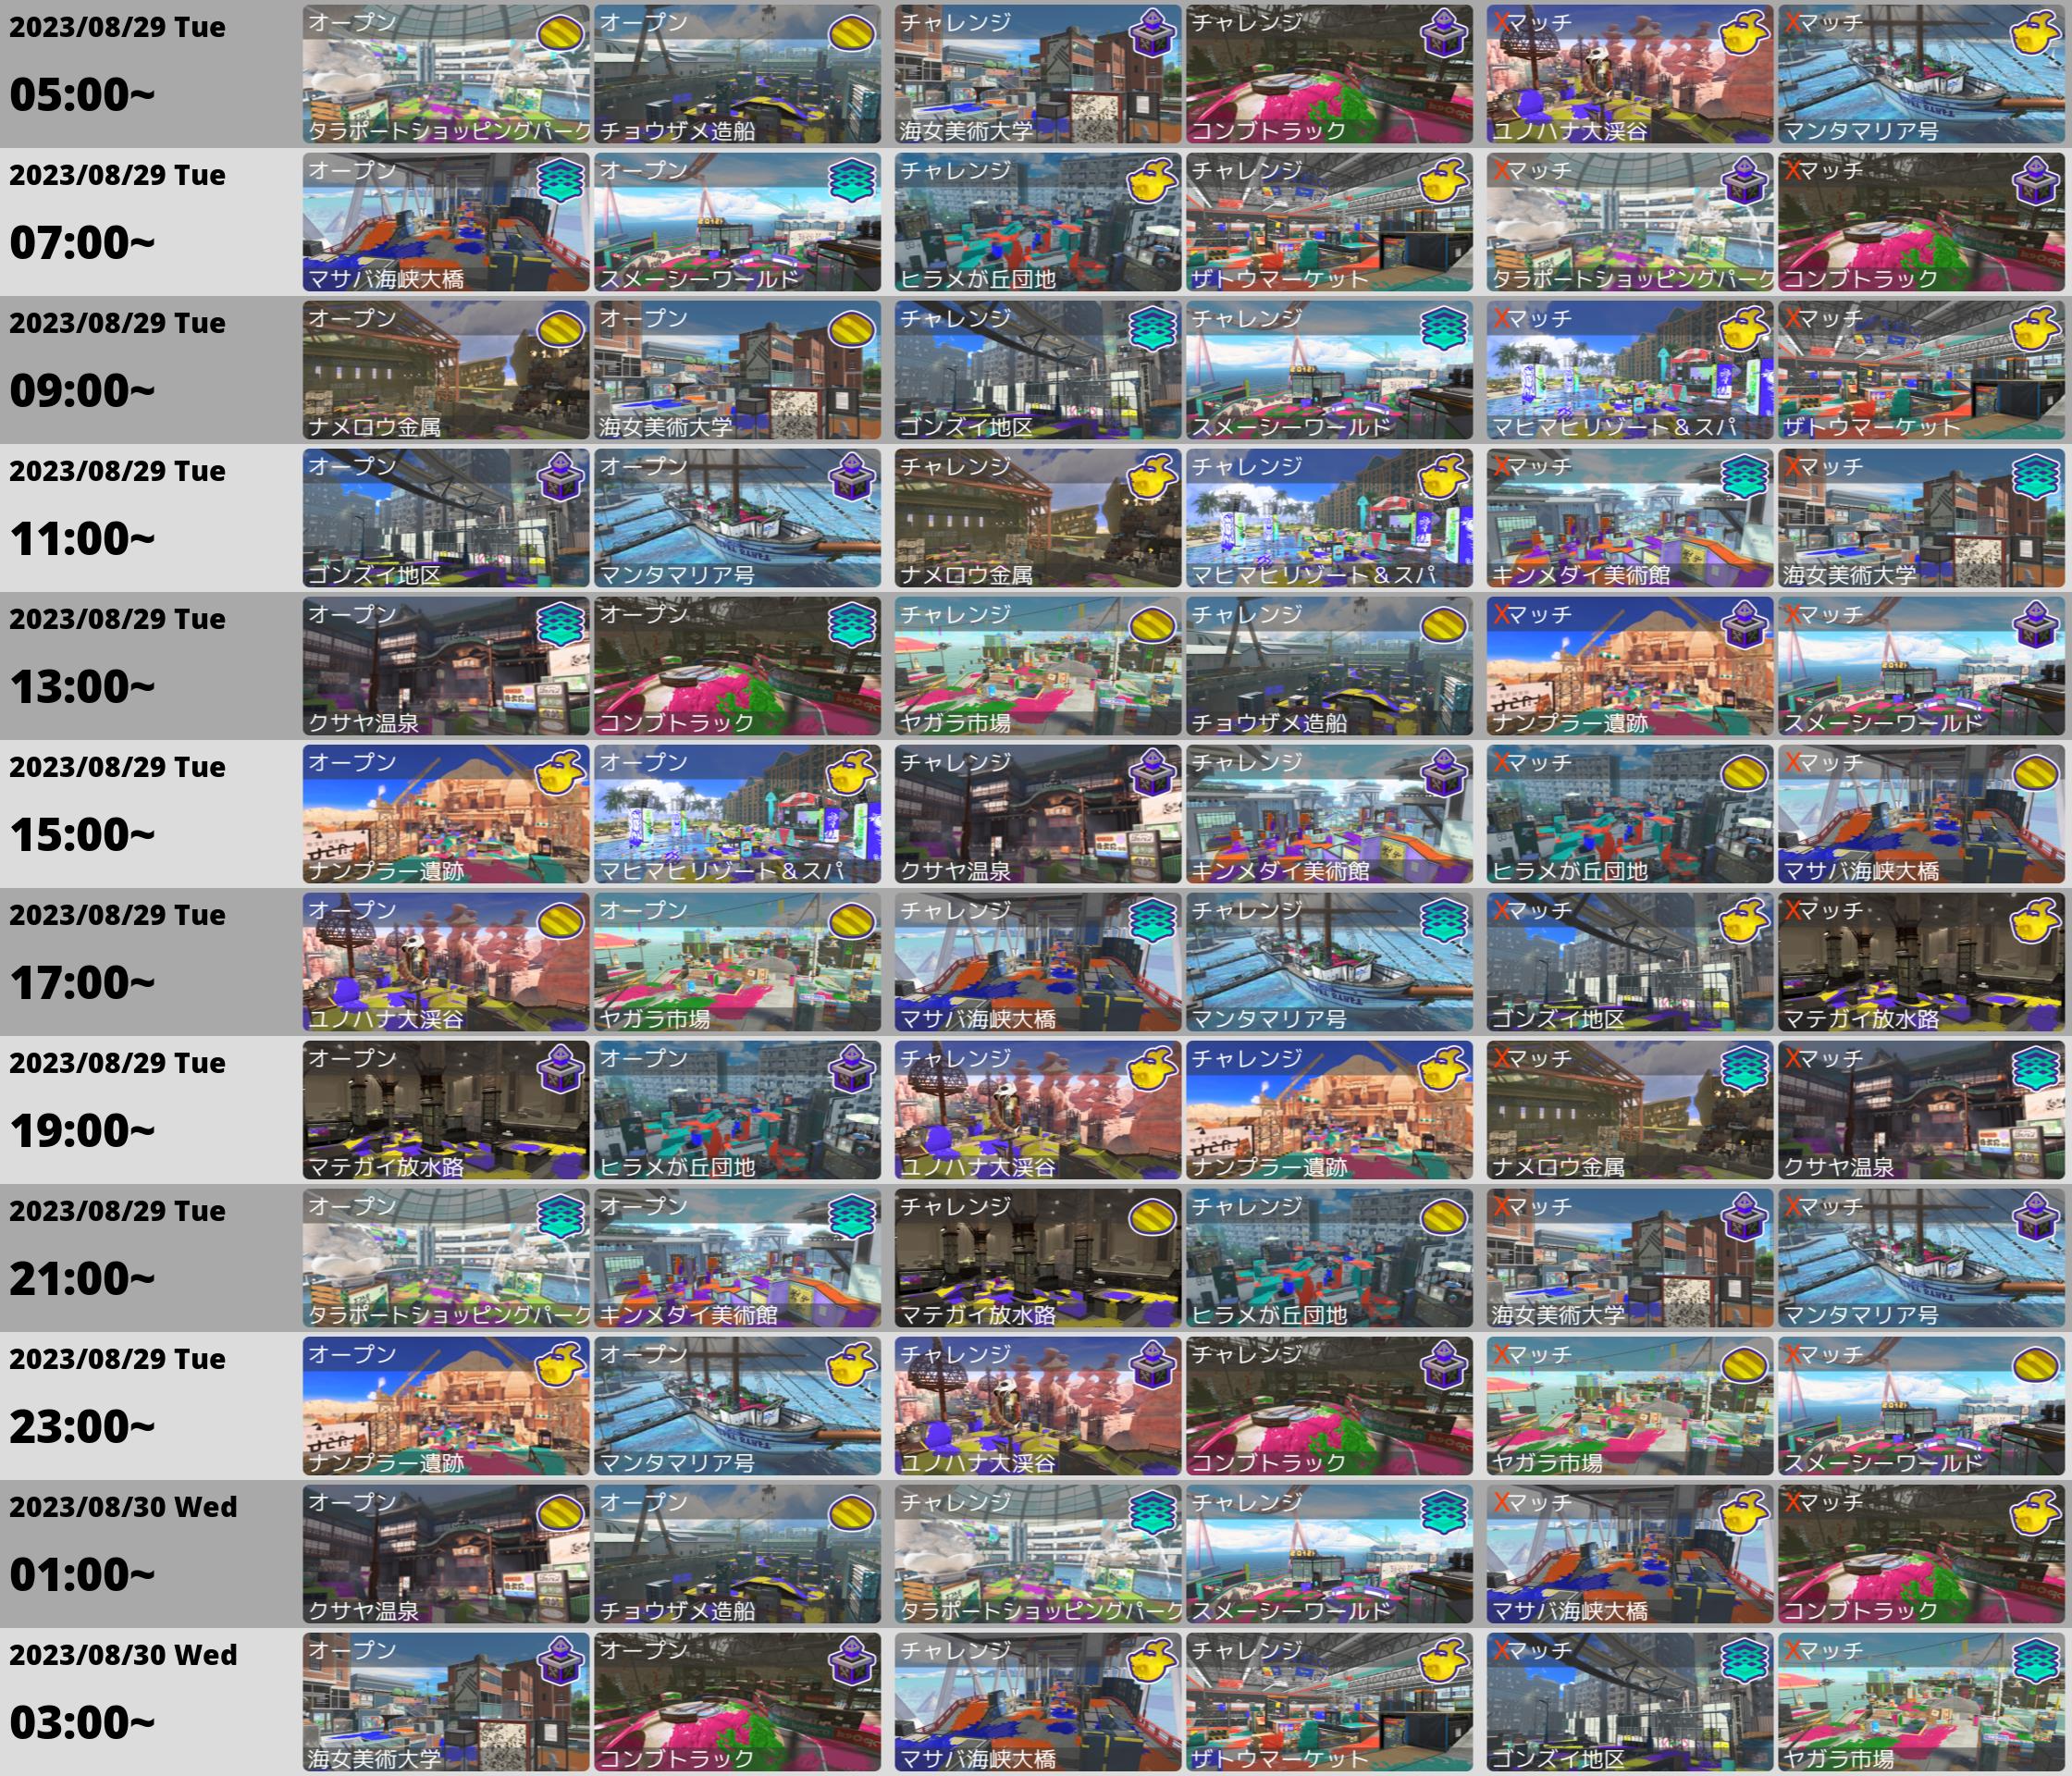 2023/08/29 Tue
05:00~
オープン オープン チャレンジ チャレンジ Xマッチ Xマッチ
タラポートショッピングパーク チョウザメ造船 海女美術大学 コンブトラック ユノハナ大渓谷 マンタマリア号
2023/08/29 Tue
07:00~
オープン オープン チャレンジ チャレンジ Xマッチ Xマッチ
マサバ海峡大橋 スメーシーワールド ヒラメが丘団地 ザトウマーケット タラポートショッピングパーク コンブトラック
2023/08/29 Tue
09:00~
オープン オープン チャレンジ チャレンジ Xマッチ Xマッチ
ナメロウ金属 海女美術大学 ゴンズイ地区 スメーシーワールド マヒマヒリゾート&スパ ザトウマーケット
2023/08/29 Tue
11:00~
オープン オープン チャレンジ チャレンジ Xマッチ Xマッチ
ゴンズイ地区 マンタマリア号 ナメロウ金属 マヒマヒリゾート&スパ キンメダイ美術館 海女美術大学
2023/08/29 Tue
13:00~
オープン オープン チャレンジ チャレンジ Xマッチ Xマッチ
クサヤ温泉 コンブトラック ヤガラ市場 チョウザメ造船 ナンプラー遺跡 スメーシーワールド
2023/08/29 Tue
15:00~
オープン オープン チャレンジ チャレンジ Xマッチ Xマッチ
ナンプラー遺跡 マヒマヒリゾート&スパ クサヤ温泉 キンメダイ美術館 ヒラメが丘団地 マサバ海峡大橋
2023/08/29 Tue
17:00~
オープン オープン チャレンジ チャレンジ Xマッチ Xマッチ
ユノハナ大渓谷 ヤガラ市場 マサバ海峡大橋 マンタマリア号 ゴンズイ地区 マテガイ放水路
2023/08/29 Tue
19:00~
オープン オープン チャレンジ チャレンジ Xマッチ Xマッチ
マテガイ放水路 ヒラメが丘団地 ユノハナ大渓谷 ナンプラー遺跡 ナメロウ金属 クサヤ温泉
2023/08/29 Tue
21:00~
オープン オープン チャレンジ チャレンジ Xマッチ Xマッチ
タラポートショッピングパーク キンメダイ美術館 マテガイ放水路 ヒラメが丘団地 海女美術大学 マンタマリア号
2023/08/29 Tue
23:00~
オープン オープン チャレンジ チャレンジ Xマッチ Xマッチ
ナンプラー遺跡 マンタマリア号 ユノハナ大渓谷 コンブトラック ヤガラ市場 スメーシーワールド
2023/08/30 Wed
01:00~
オープン オープン チャレンジ チャレンジ Xマッチ Xマッチ
クサヤ温泉 チョウザメ造船 タラポートショッピングパーク スメーシーワールド マサバ海峡大橋 コンブトラック
2023/08/30 Wed
03:00~
オープン オープン チャレンジ チャレンジ Xマッチ Xマッチ
海女美術大学 コンブトラック マサバ海峡大橋 ザトウマーケット ゴンズイ地区 ヤガラ市場